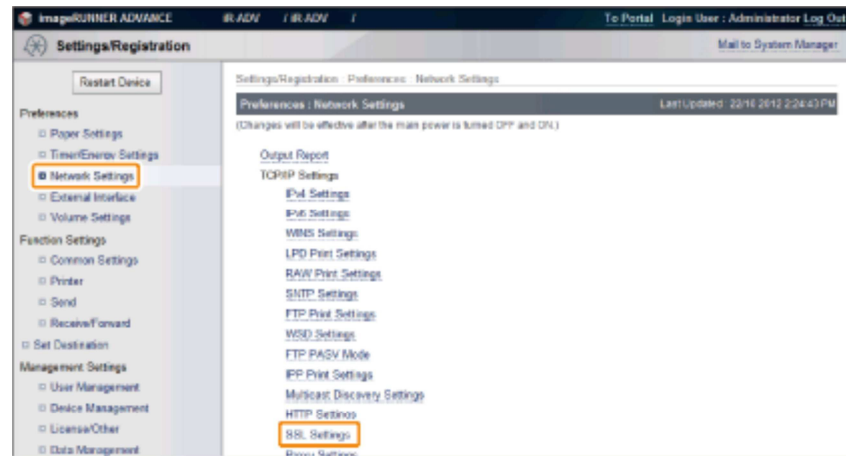 imageRUNNER ADVANCE iR-ADV / iR-ADV / To Portal Login User : Administrator Log Out
Settings/Registration Mail to System Manager
Restart Device
Settings/Registration : Preferences : Network Settings
Preferences : Network Settings Last Updated : 22/10 2012 2:24:43 PM
(Changes will be effective after the main power is turned OFF and ON.)
Preferences
Paper Settings
Timer/Energy Settings
Network Settings
External Interface
Volume Settings
Function Settings
Common Settings
Printer
Send
Receive/Forward
Set Destination
Management Settings
User Management
Device Management
License/Other
Data Management
Output Report
TCP/IP Settings
IPv4 Settings
IPv6 Settings
WINS Settings
LPD Print Settings
RAW Print Settings
SNTP Settings
FTP Print Settings
WSD Settings
FTP PASV Mode
IPP Print Settings
Multicast Discovery Settings
HTTP Settings
SSL Settings
Proxy Settings